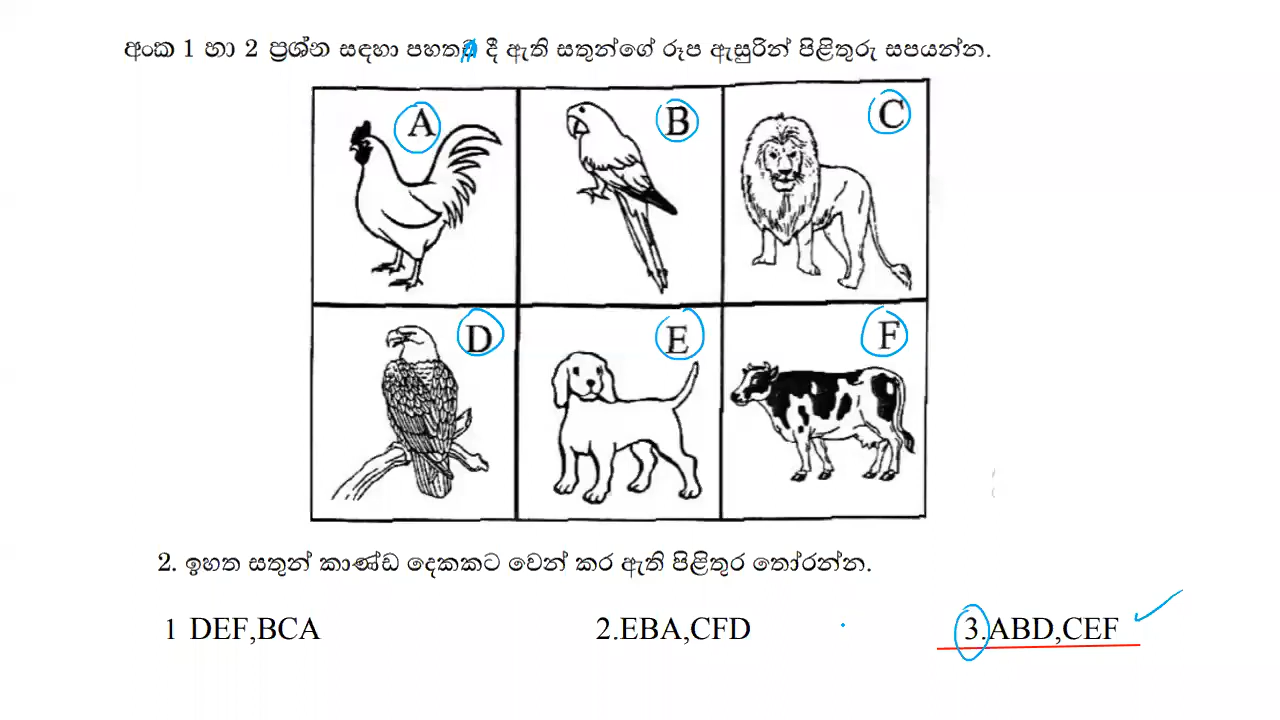 අංක 1 හා 2 ප්‍රශ්න සඳහා පහත දී ඇති සතුන්ගේ රූප ඇසුරින් පිළිතුරු සපයන්න.
A B C
D E F
2. ඉහත සතුන් කාණ්ඩ දෙකකට වෙන් කර ඇති පිළිතුර තෝරන්න.
1 DEF,BCA 2.EBA,CFD 3.ABD,CEF